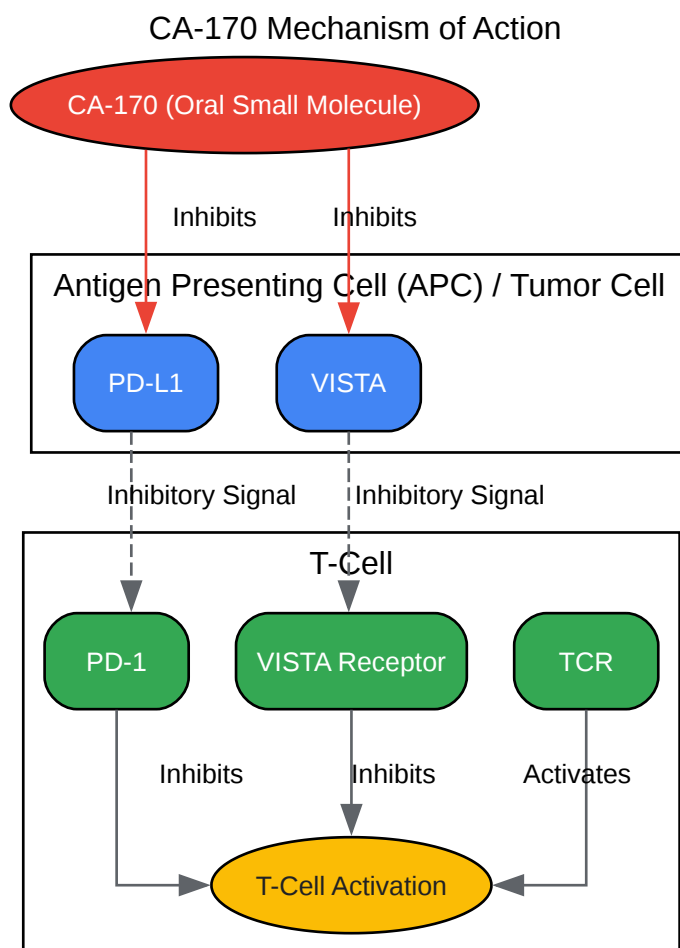 CA-170 Mechanism of Action
CA-170 (Oral Small Molecule)
Inhibits
Inhibits
Antigen Presenting Cell (APC) / Tumor Cell
PD-L1
VISTA
Inhibitory Signal
Inhibitory Signal
T-Cell
PD-1
VISTA Receptor
TCR
Inhibits
Inhibits
Activates
T-Cell Activation